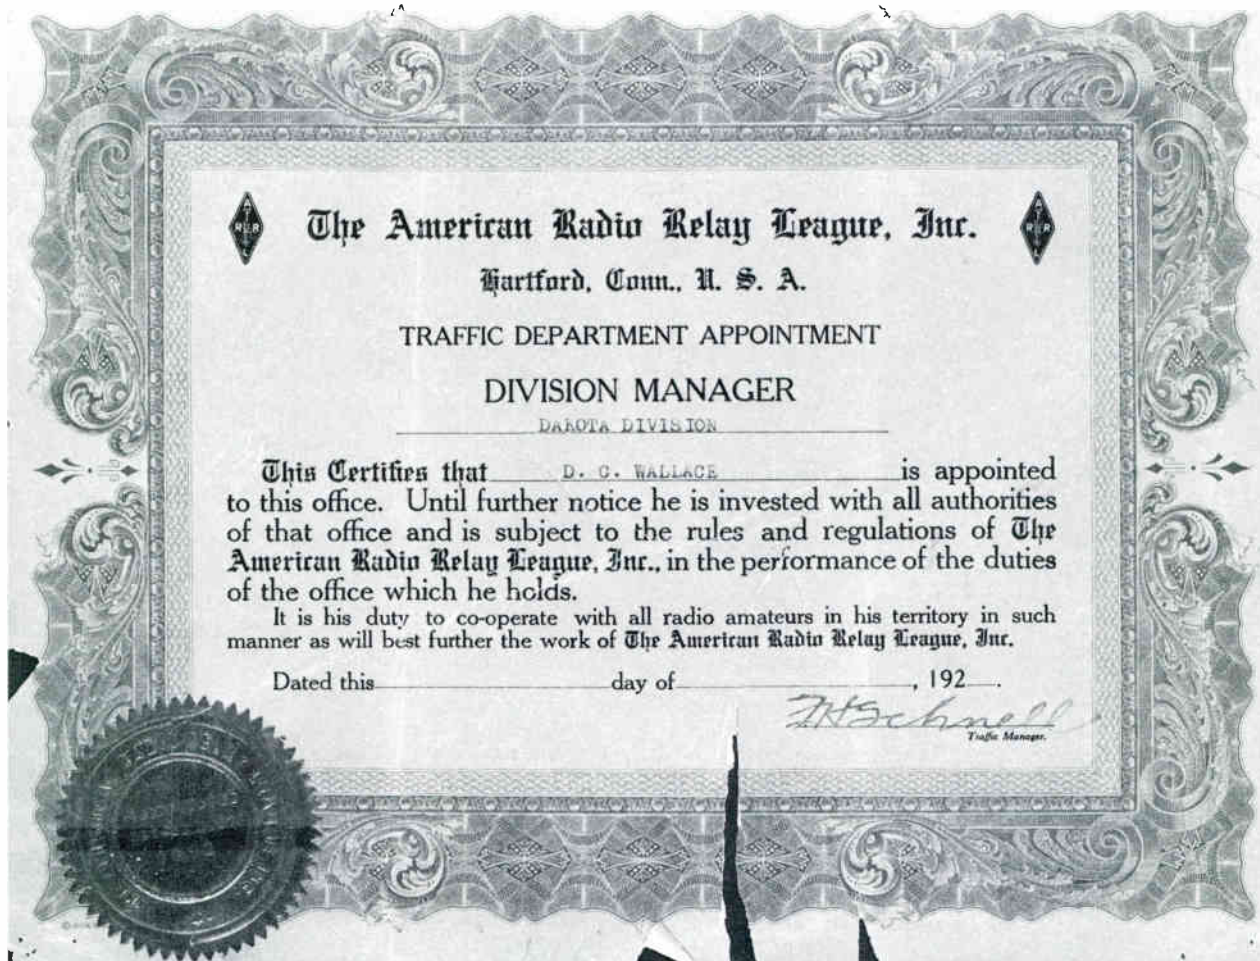 The American Radio Relay League, Inc.
Hartford, Conn., U. S. A.
TRAFFIC DEPARTMENT APPOINTMENT
DIVISION MANAGER
DAKOTA DIVISION
This Certifies that D. C. WALLACE is appointed
to this office. Until further notice he is invested with all authorities
of that office and is subject to the rules and regulations of The
American Radio Relay League, Inc., in the performance of the duties
of the office which he holds.
It is his duty to co-operate with all radio amateurs in his territory in such
manner as will best further the work of The American Radio Relay League, Inc.
Dated this day of , 192 .
F H Schnell
Traffic Manager.